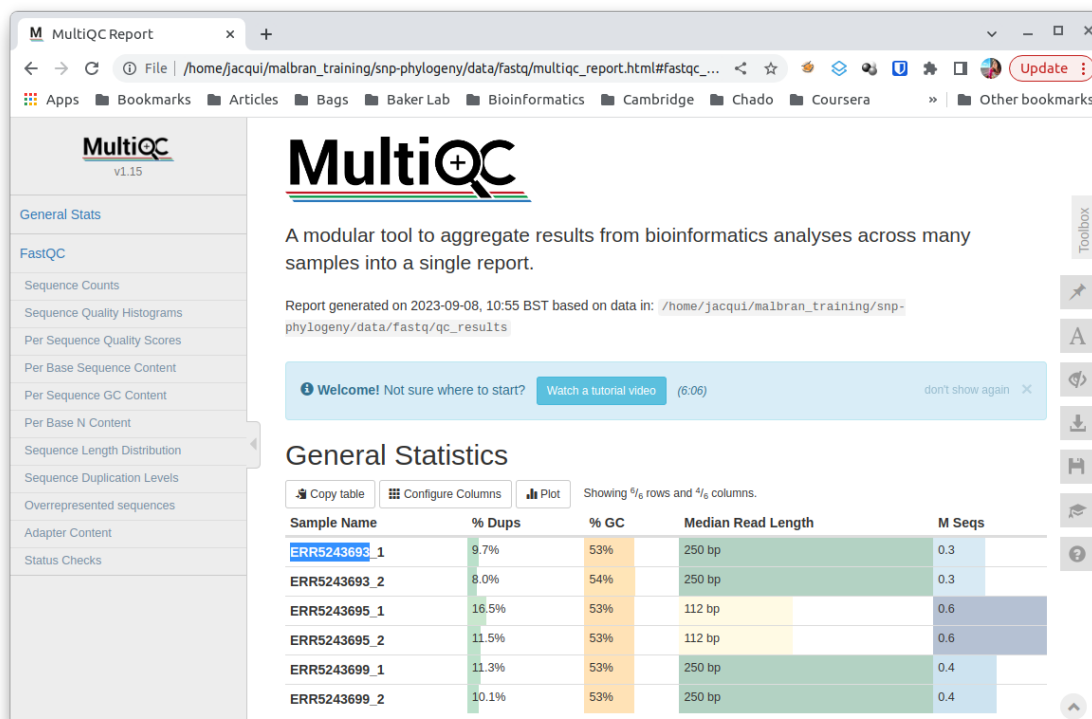 M MultiQC Report × +
File | /home/jacqui/malbran_training/snp-phylogeny/data/fastq/multiqc_report.html#fastqc_... Update
Apps Bookmarks Articles Bags Baker Lab Bioinformatics Cambridge Chado Coursera » Other bookmarks
MultiQC
v1.15
General Stats
FastQC
Sequence Counts
Sequence Quality Histograms
Per Sequence Quality Scores
Per Base Sequence Content
Per Sequence GC Content
Per Base N Content
Sequence Length Distribution
Sequence Duplication Levels
Overrepresented sequences
Adapter Content
Status Checks
MultiQC
A modular tool to aggregate results from bioinformatics analyses across many
samples into a single report.
Report generated on 2023-09-08, 10:55 BST based on data in: /home/jacqui/malbran_training/snp-
phylogeny/data/fastq/qc_results
Welcome! Not sure where to start? Watch a tutorial video (6:06) don't show again ×
General Statistics
Copy table Configure Columns Plot Showing 6/6 rows and 4/6 columns.
Sample Name % Dups % GC Median Read Length M Seqs
ERR5243693_1 9.7% 53% 250 bp 0.3
ERR5243693_2 8.0% 54% 250 bp 0.3
ERR5243695_1 16.5% 53% 112 bp 0.6
ERR5243695_2 11.5% 53% 112 bp 0.6
ERR5243699_1 11.3% 53% 250 bp 0.4
ERR5243699_2 10.1% 53% 250 bp 0.4
Toolbox
A